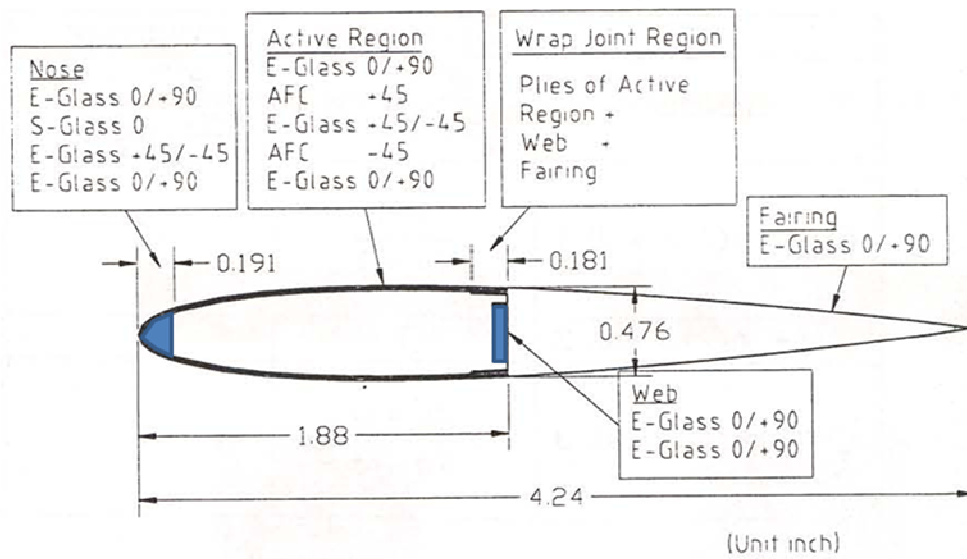 Nose
E-Glass 0/+90
S-Glass 0
E-Glass +45/-45
E-Glass 0/+90
Active Region
E-Glass 0/+90
AFC +45
E-Glass +45/-45
AFC -45
E-Glass 0/+90
Wrap Joint Region
Plies of Active
Region +
Web +
Fairing
Fairing
E-Glass 0/+90
0.191
0.181
0.476
Web
E-Glass 0/+90
E-Glass 0/+90
1.88
4.24
(Unit inch)